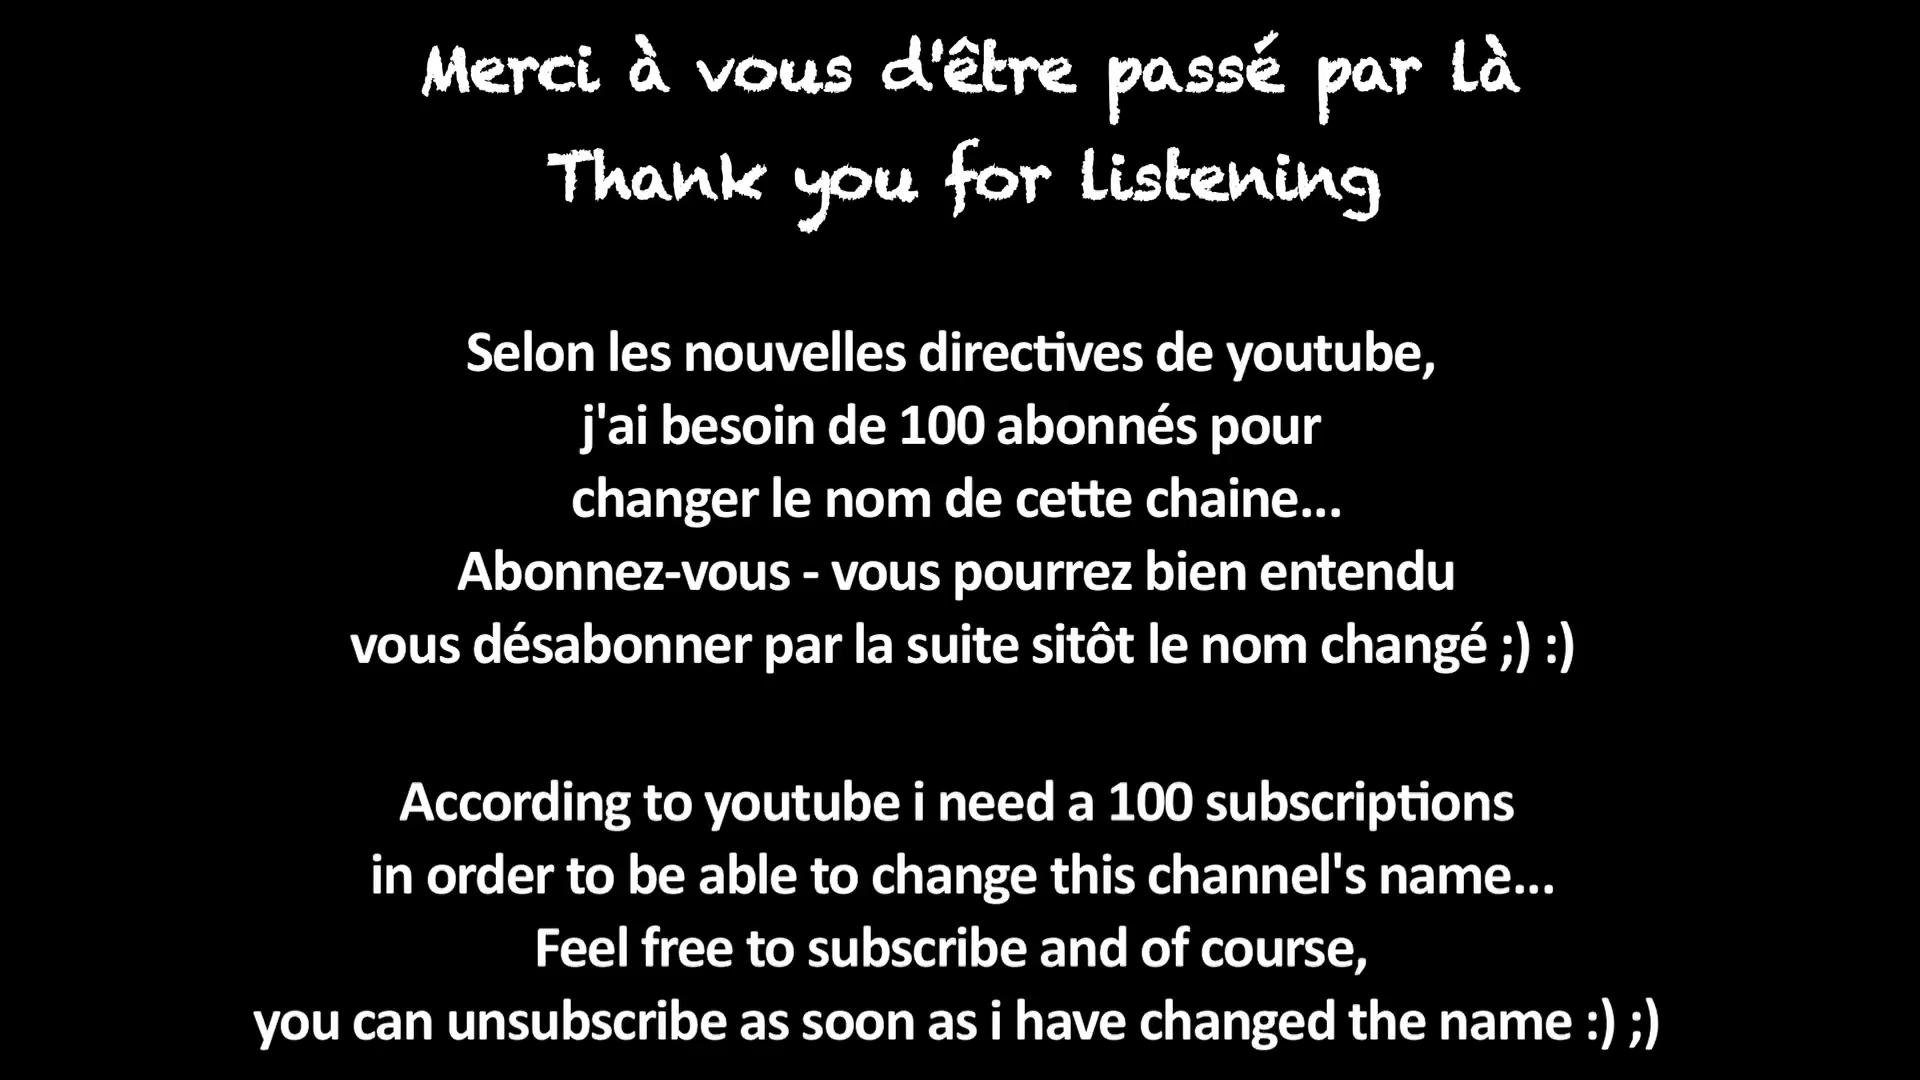 Merci à vous d'être passé par là
Thank you for listening
Selon les nouvelles directives de youtube,
j'ai besoin de 100 abonnés pour
changer le nom de cette chaine...
Abonnez-vous - vous pourrez bien entendu
vous désabonner par la suite sitôt le nom changé ;) :)
According to youtube i need a 100 subscriptions
in order to be able to change this channel's name...
Feel free to subscribe and of course,
you can unsubscribe as soon as i have changed the name :) ;)